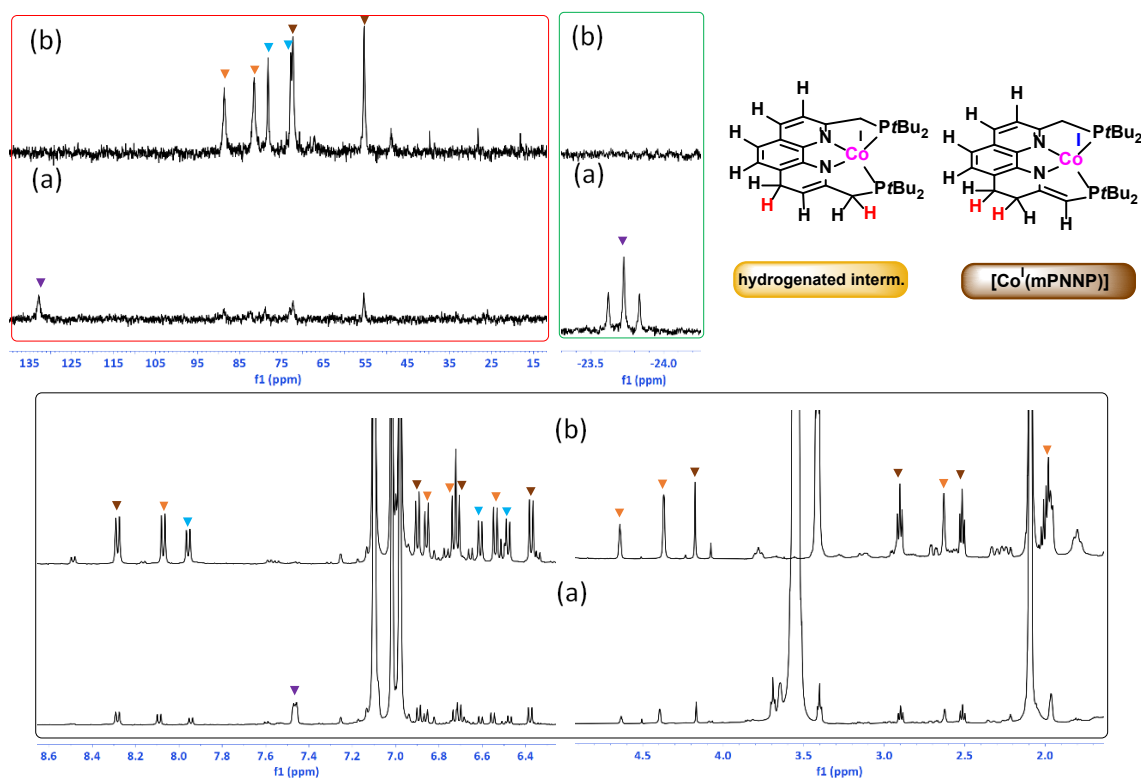 (b)
(a)
135 125 115 105 95 85 75 65 55 45 35 25 15
f1 (ppm)
(b)
(a)
-23.5 -24.0
f1 (ppm)
H
H
H
N
I
PtBu2
Co
H
N
H
PtBu2
H
H
H
H
H
hydrogenated interm.
H
H
H
N
I
PtBu2
Co
H
N
H
PtBu2
H
H
H
H
H
[CoI(mPNNP)]
(b)
(a)
8.6 8.4 8.2 8.0 7.8 7.6 7.4 7.2 7.0 6.8 6.6 6.4
f1 (ppm)
4.5 4.0 3.5 3.0 2.5 2.0
f1 (ppm)